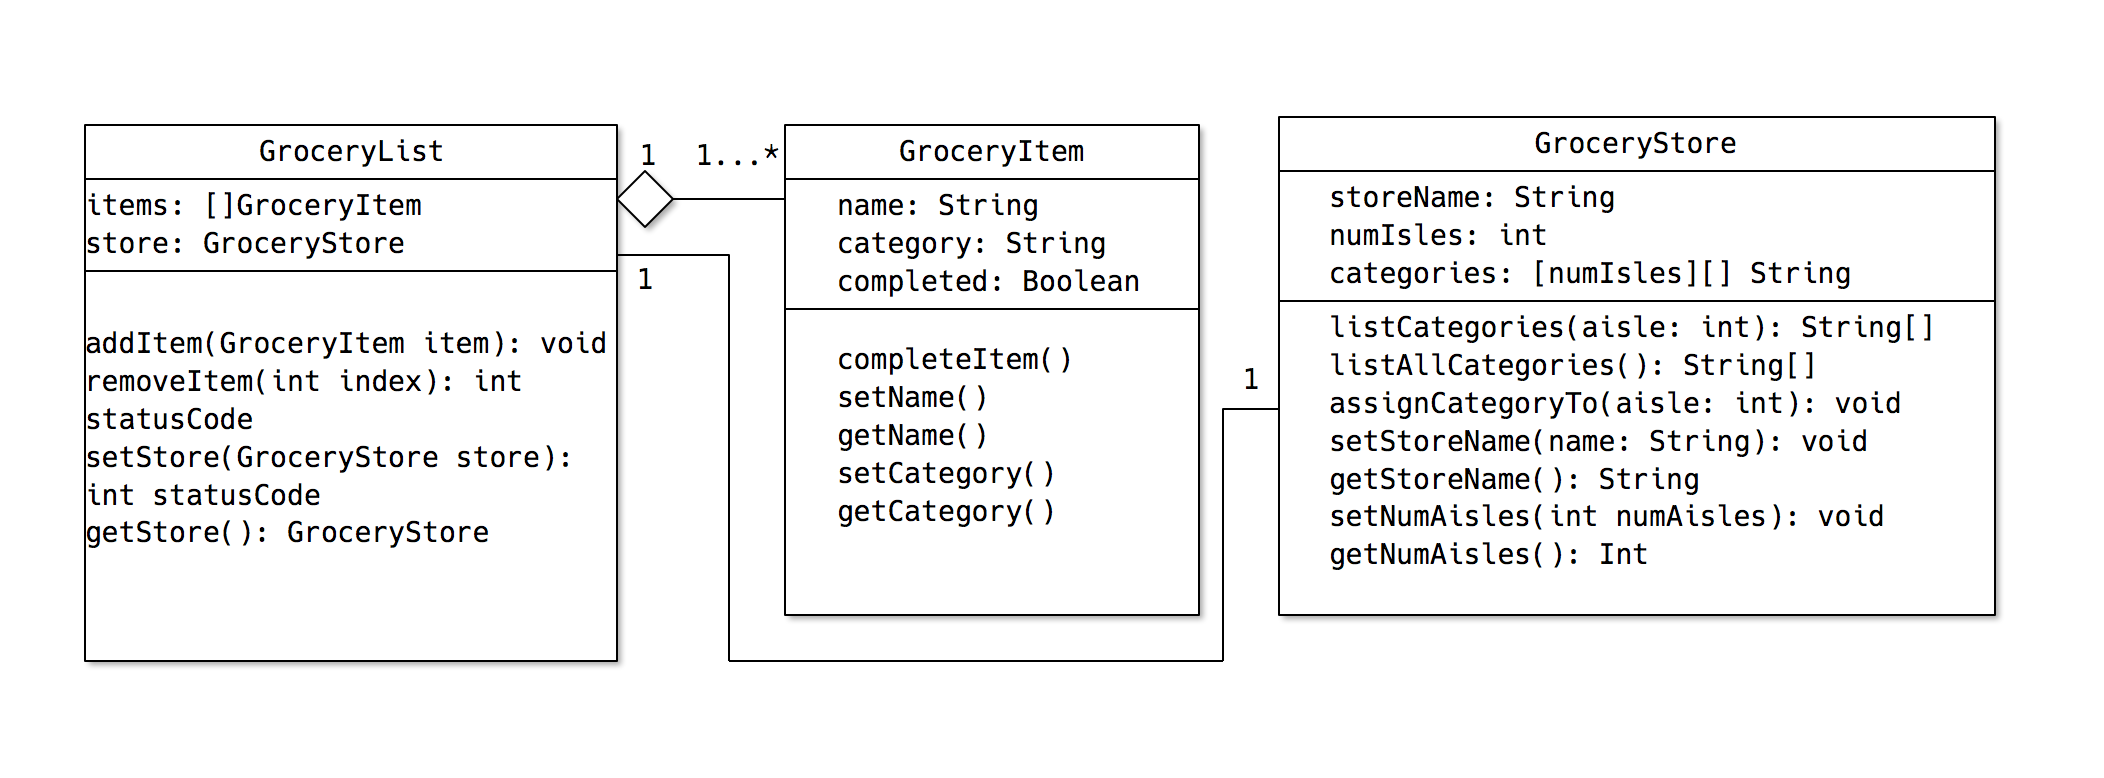 GroceryList
items: []GroceryItem
store: GroceryStore
addItem(GroceryItem item): void
removeItem(int index): int
statusCode
setStore(GroceryStore store):
int statusCode
getStore(): GroceryStore
1
1...*
1
GroceryItem
name: String
category: String
completed: Boolean
completeItem()
setName()
getName()
setCategory()
getCategory()
1
GroceryStore
storeName: String
numIsles: int
categories: [numIsles][] String
listCategories(aisle: int): String[]
listAllCategories(): String[]
assignCategoryTo(aisle: int): void
setStoreName(name: String): void
getStoreName(): String
setNumAisles(int numAisles): void
getNumAisles(): Int